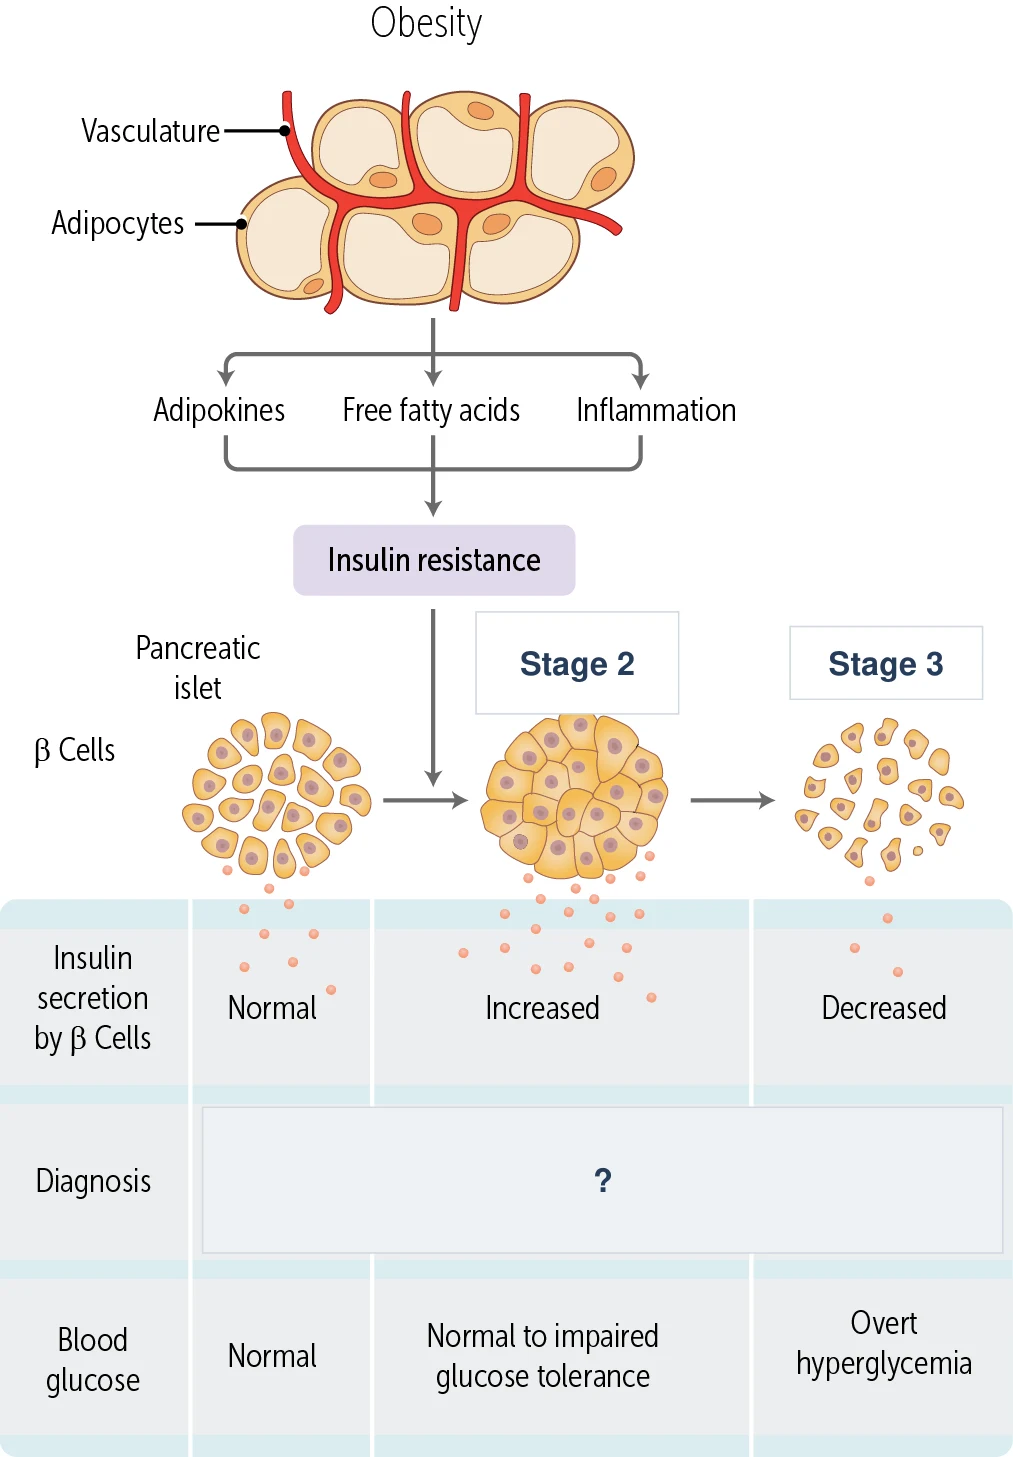 Obesity
Vasculature
Adipocytes
Adipokines
Free fatty acids
Inflammation
Insulin resistance
Pancreatic
islet
Stage 2
Stage 3
β Cells
Insulin
secretion
by β Cells
Normal
Increased
Decreased
Diagnosis
?
Blood
glucose
Normal
Normal to impaired
glucose tolerance
Overt
hyperglycemia